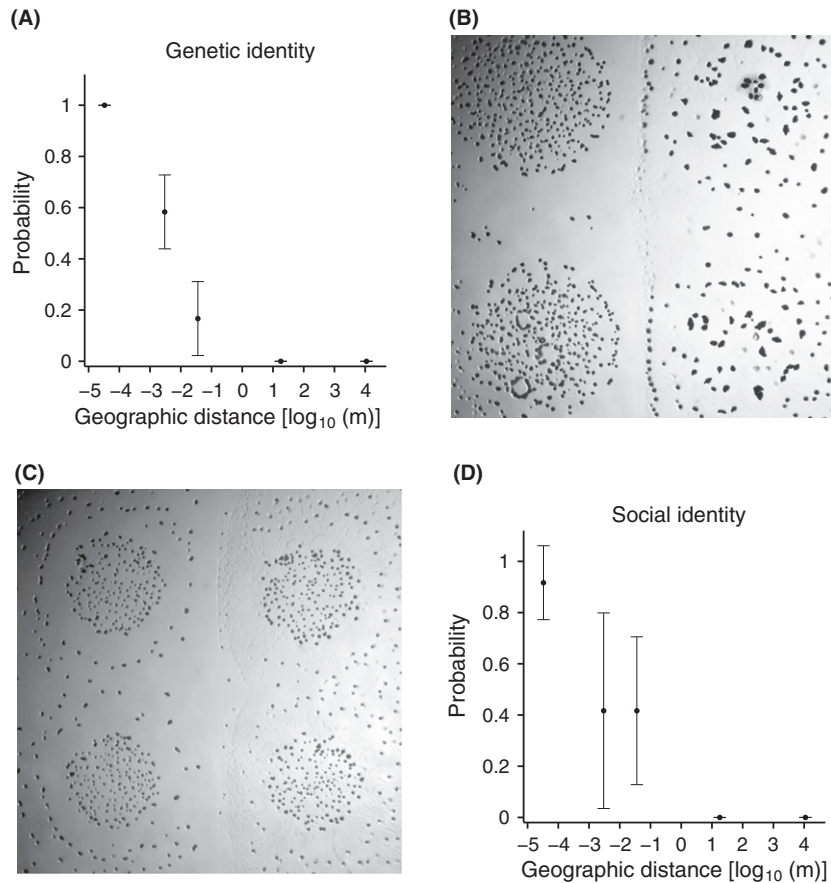 (A)
Genetic identity
Probability
1
0.8
0.6
0.4
0.2
0
−5 −4 −3 −2 −1 0 1 2 3 4 5
Geographic distance [log₁₀ (m)]
(B)
(C)
(D)
Social identity
Probability
1
0.8
0.6
0.4
0.2
0
−5 −4 −3 −2 −1 0 1 2 3 4 5
Geographic distance [log₁₀ (m)]